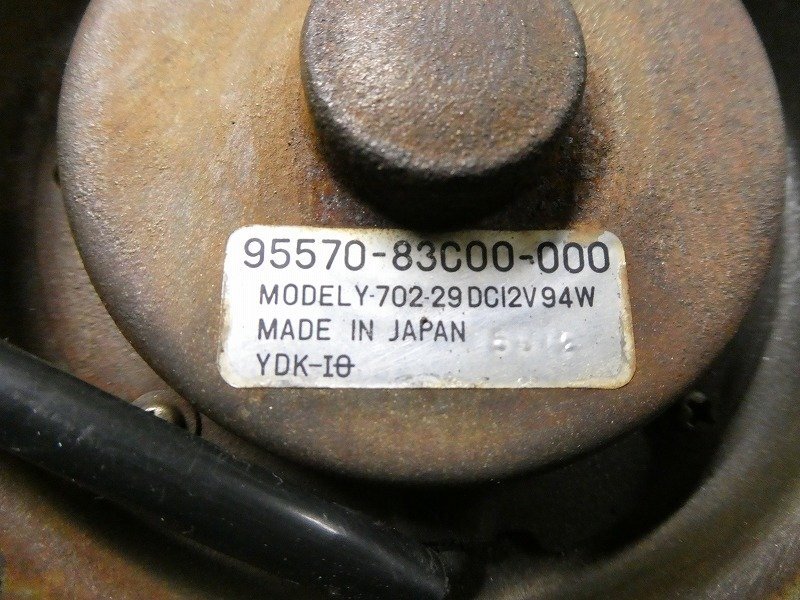 95570-83C00-000
MODELY-702-29 DC12V 94W
MADE IN JAPAN
YDK-I0